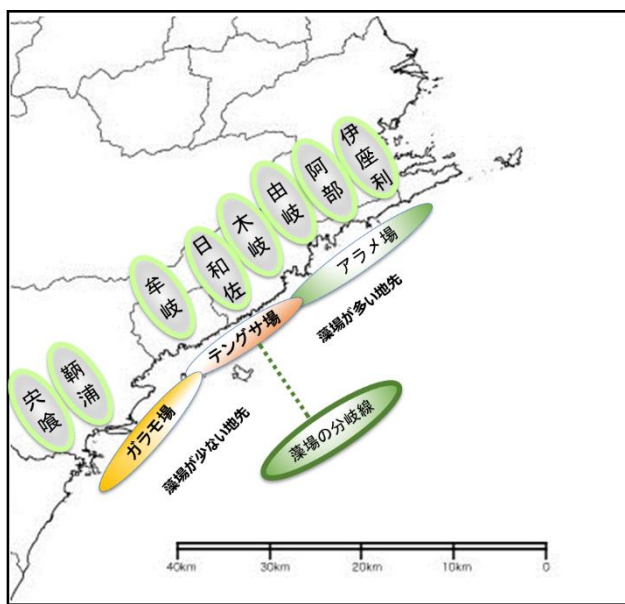 伊座利
阿部
由岐
木岐
日和佐
牟岐
鞆浦
宍喰
アラメ場
藻場が多い地先
テングサ場
藻場の分岐線
ガラモ場
藻場が少ない地先
40km 30km 20km 10km 0